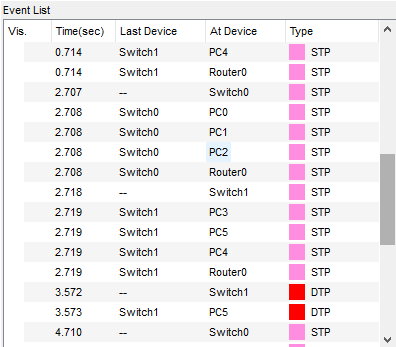 Event List
Vis. Time(sec) Last Device At Device Type
0.714 Switch1 PC4 STP
0.714 Switch1 Router0 STP
2.707 -- Switch0 STP
2.708 Switch0 PC0 STP
2.708 Switch0 PC1 STP
2.708 Switch0 PC2 STP
2.708 Switch0 Router0 STP
2.718 -- Switch1 STP
2.719 Switch1 PC3 STP
2.719 Switch1 PC5 STP
2.719 Switch1 PC4 STP
2.719 Switch1 Router0 STP
3.572 -- Switch1 DTP
3.573 Switch1 PC5 DTP
4.710 -- Switch0 STP